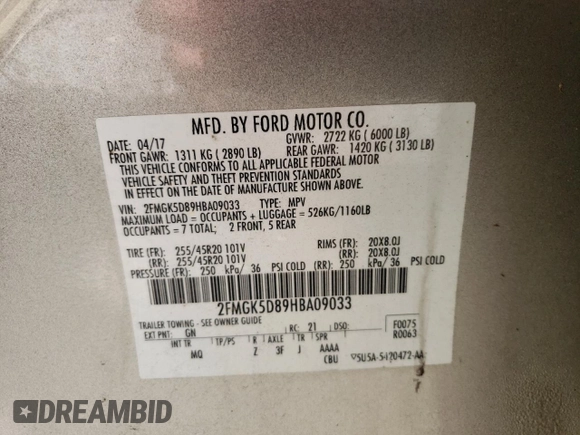 MFD. BY FORD MOTOR CO.
DATE: 04/17 GVWR: 2722 KG ( 6000 LB)
FRONT GAWR: 1311 KG ( 2890 LB) REAR GAWR: 1420 KG ( 3130 LB)
THIS VEHICLE CONFORMS TO ALL APPLICABLE FEDERAL MOTOR
VEHICLE SAFETY AND THEFT PREVENTION STANDARDS
IN EFFECT ON THE DATE OF MANUFACTURE SHOWN ABOVE.
VIN: 2FMGK5D89HBA09033 TYPE: MPV
MAXIMUM LOAD = OCCUPANTS + LUGGAGE = 526KG/1160LB
OCCUPANTS = 7 TOTAL; 2 FRONT, 5 REAR
TIRE (FR): 255/45R20 101V RIMS (FR): 20X8.0J
(RR): 255/45R20 101V (RR): 20X8.0J
PRESSURE (FR): 250 kPa/ 36 PSI COLD (RR): 250 kPa/ 36 PSI COLD
2FMGK5D89HBA09033
TRAILER TOWING - SEE OWNER GUIDE
EXT PNT: GN RC: 21 DSO: F0075
R0063
INT TR TP/PS R AXLE TR SPR
MQ Z 3F J AAAA
CBU 5U5A-5420472-AA
DREAMBID